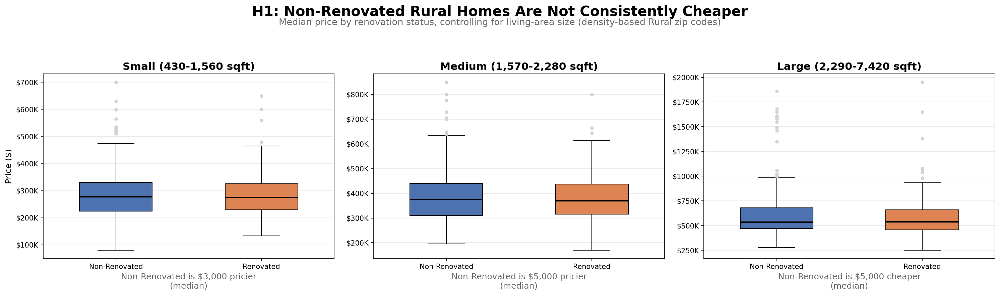 H1: Non-Renovated Rural Homes Are Not Consistently Cheaper
Median price by renovation status, controlling for living-area size (density-based Rural zip codes)
Small (430-1,560 sqft)
Price ($)
$700K
$600K
$500K
$400K
$300K
$200K
$100K
Non-Renovated
Renovated
Non-Renovated is $3,000 pricier
(median)
Medium (1,570-2,280 sqft)
$800K
$700K
$600K
$500K
$400K
$300K
$200K
Non-Renovated
Renovated
Non-Renovated is $5,000 pricier
(median)
Large (2,290-7,420 sqft)
$2000K
$1750K
$1500K
$1250K
$1000K
$750K
$500K
$250K
Non-Renovated
Renovated
Non-Renovated is $5,000 cheaper
(median)